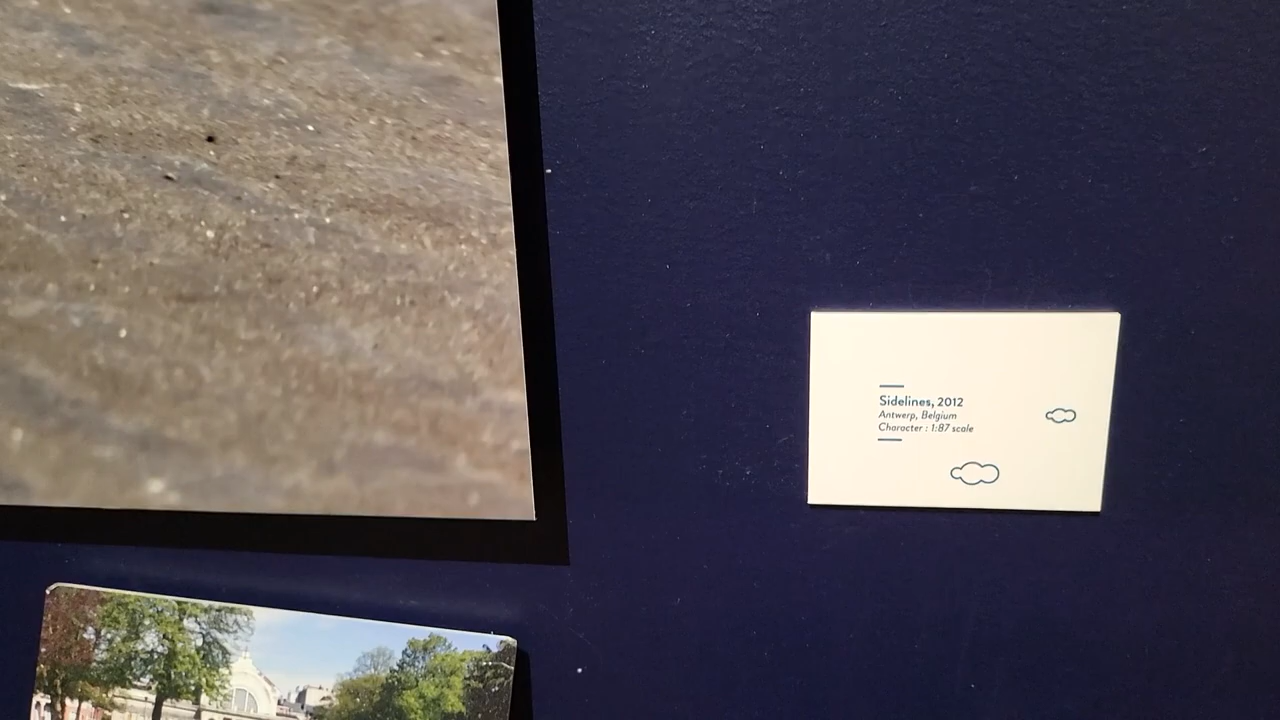 Sidelines, 2012
Antwerp, Belgium
Character : 1:87 scale